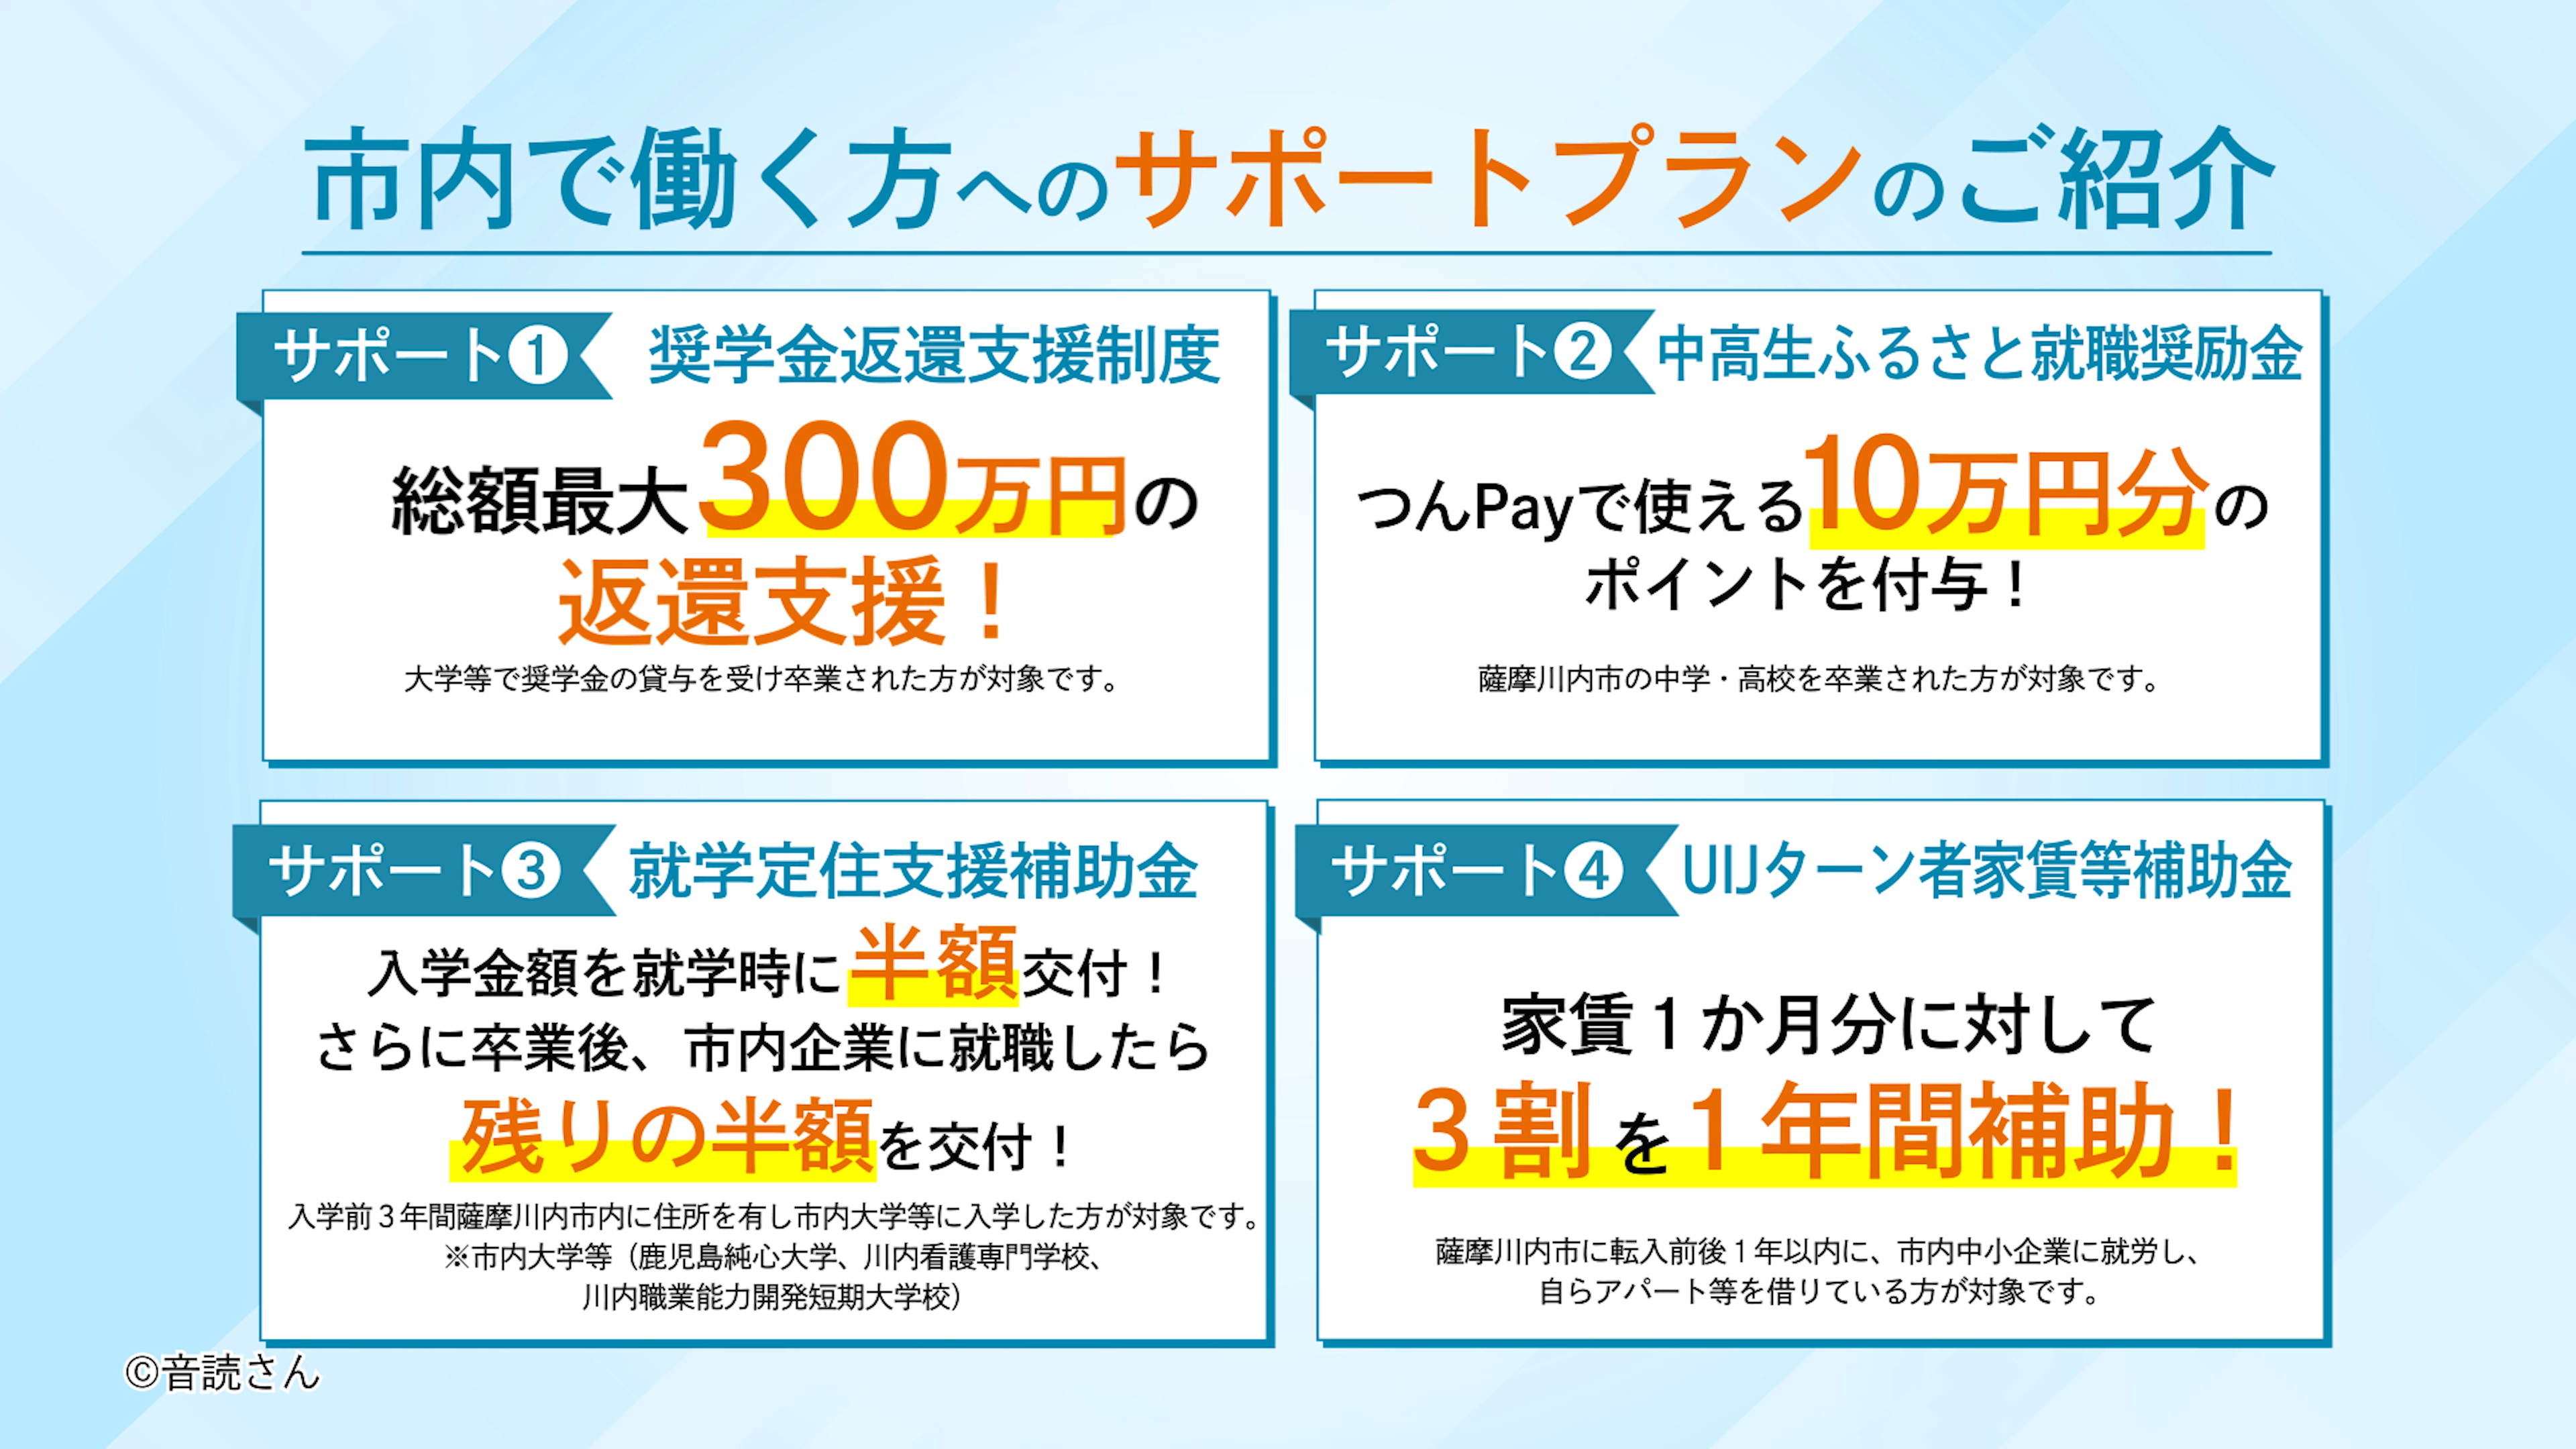 市内で働く方へのサポートプランのご紹介
サポート❶ 奨学金返還支援制度
総額最大300万円の
返還支援！
大学等で奨学金の貸与を受け卒業された方が対象です。
サポート❷ 中高生ふるさと就職奨励金
つんPayで使える10万円分の
ポイントを付与！
薩摩川内市の中学・高校を卒業された方が対象です。
サポート❸ 就学定住支援補助金
入学金額を就学時に半額交付！
さらに卒業後、市内企業に就職したら
残りの半額を交付！
入学前３年間薩摩川内市内に住所を有し市内大学等に入学した方が対象です。
※市内大学等（鹿児島純心大学、川内看護専門学校、
川内職業能力開発短期大学校）
サポート❹ UIJターン者家賃等補助金
家賃１か月分に対して
３割を１年間補助！
薩摩川内市に転入前後１年以内に、市内中小企業に就労し、
自らアパート等を借りている方が対象です。
©音読さん